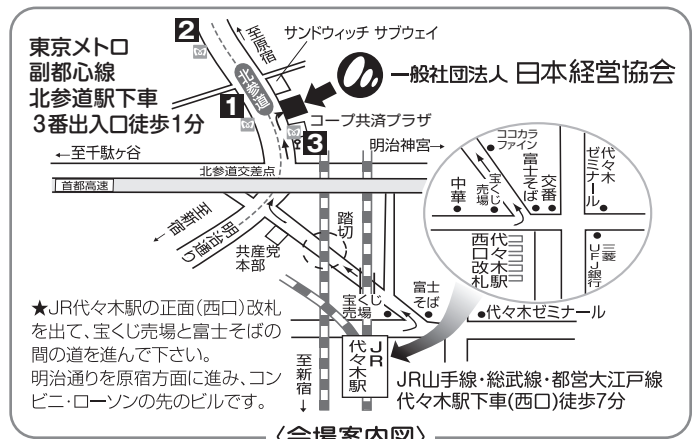 東京メトロ
副都心線
北参道駅下車
3番出入口徒歩1分
2
至原宿
サンドウィッチ サブウェイ
北参道
1
一般社団法人 日本経営協会
コープ共済プラザ
3
明治神宮→
←至千駄ヶ谷
北参道交差点
首都高速
至新宿
明治通り
共産党
本部
踏切
宝くじ
売場
富士
そば
代々木ゼミナール
ココカラ
ファイン
中華
宝くじ
売場
富士そば
交番
代々木
ゼミナール
代々木駅
西口改札
三菱
UFJ銀行
★JR代々木駅の正面(西口)改札
を出て、宝くじ売場と富士そばの
間の道を進んで下さい。
明治通りを原宿方面に進み、コン
ビニ・ローソンの先のビルです。
至新宿→
JR
代々木駅
JR山手線・総武線・都営大江戸線
代々木駅下車(西口)徒歩7分
〈会場案内図〉